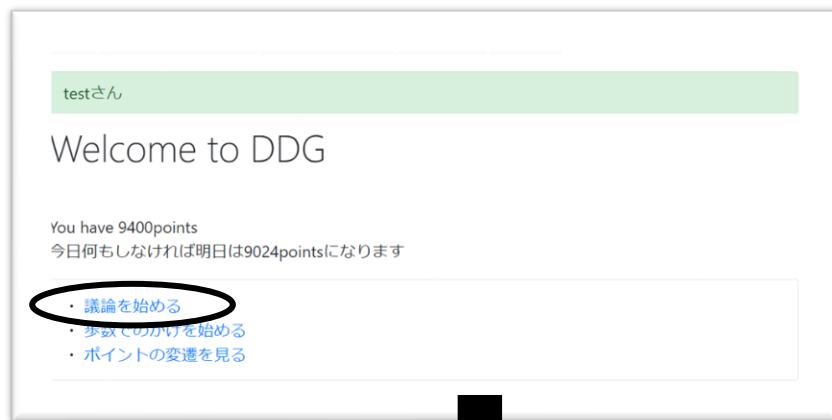 testさん
Welcome to DDG
You have 9400points
今日何もしなければ明日は9024pointsになります
・ 議論を始める
・ 歩数でのかけを始める
・ ポイントの変遷を見る